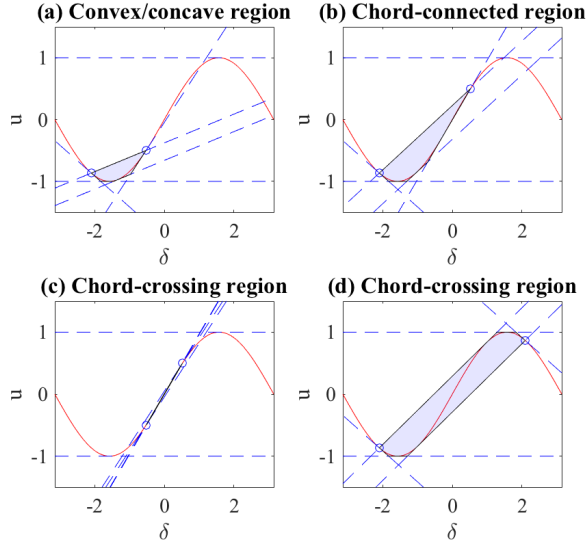 (a) Convex/concave region
(b) Chord-connected region
1
0
-1
u
-2
0
2
δ
1
0
-1
u
-2
0
2
δ
(c) Chord-crossing region
(d) Chord-crossing region
1
0
-1
u
-2
0
2
δ
1
0
-1
u
-2
0
2
δ